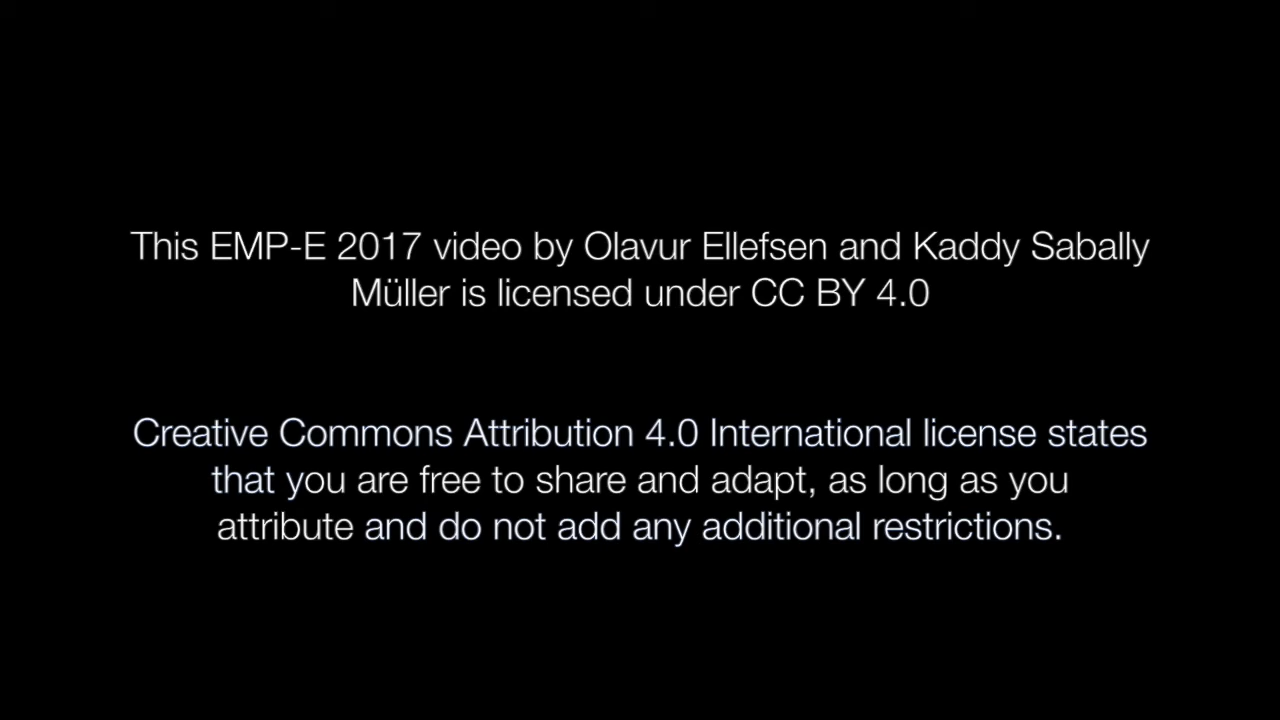 This EMP-E 2017 video by Olavur Ellefsen and Kaddy Sabally
Müller is licensed under CC BY 4.0
Creative Commons Attribution 4.0 International license states
that you are free to share and adapt, as long as you
attribute and do not add any additional restrictions.